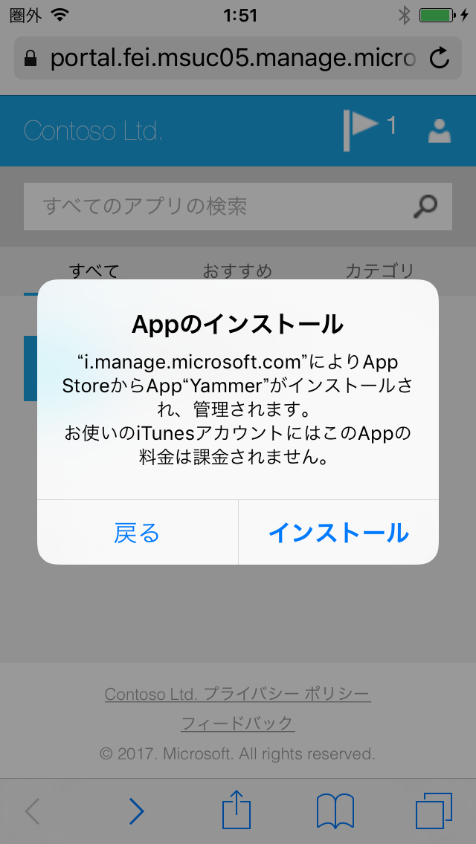 圏外 1:51
portal.fei.msuc05.manage.micro
Contoso Ltd. 1
すべてのアプリの検索
すべて おすすめ カテゴリ
Appのインストール
“i.manage.microsoft.com”によりApp
StoreからApp“Yammer”がインストールさ
れ、管理されます。
お使いのiTunesアカウントにはこのAppの
料金は課金されません。
戻る インストール
Contoso Ltd. プライバシー ポリシー
フィードバック
© 2017. Microsoft. All rights reserved.